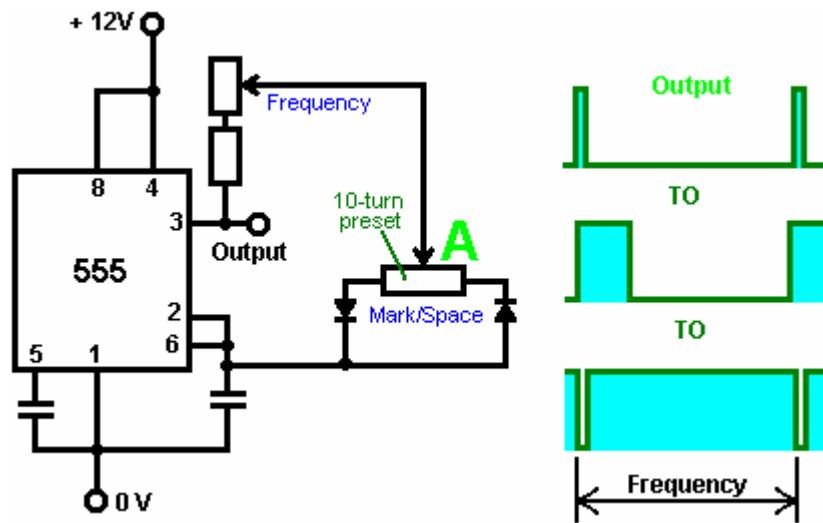 + 12V
Frequency
8
4
3
Output
555
2
6
5
1
10-turn
preset
A
Mark/Space
0 V
Output
TO
TO
Frequency